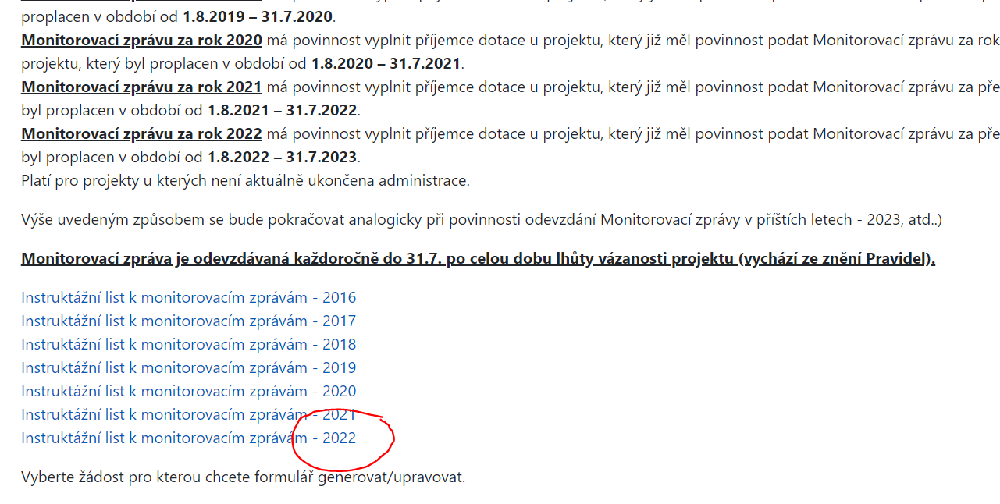 proplacen v období od 1.8.2019 – 31.7.2020.
Monitorovací zprávu za rok 2020 má povinnost vyplnit příjemce dotace u projektu, který již měl povinnost podat Monitorovací zprávu za rok
projektu, který byl proplacen v období od 1.8.2020 – 31.7.2021.
Monitorovací zprávu za rok 2021 má povinnost vyplnit příjemce dotace u projektu, který již měl povinnost podat Monitorovací zprávu za pře
byl proplacen v období od 1.8.2021 – 31.7.2022.
Monitorovací zprávu za rok 2022 má povinnost vyplnit příjemce dotace u projektu, který již měl povinnost podat Monitorovací zprávu za pře
byl proplacen v období od 1.8.2022 – 31.7.2023.
Platí pro projekty u kterých není aktuálně ukončena administrace.
Výše uvedeným způsobem se bude pokračovat analogicky při povinnosti odevzdání Monitorovací zprávy v příštích letech - 2023, atd..)
Monitorovací zpráva je odevzdávaná každoročně do 31.7. po celou dobu lhůty vázanosti projektu (vychází ze znění Pravidel).
Instruktážní list k monitorovacím zprávám - 2016
Instruktážní list k monitorovacím zprávám - 2017
Instruktážní list k monitorovacím zprávám - 2018
Instruktážní list k monitorovacím zprávám - 2019
Instruktážní list k monitorovacím zprávám - 2020
Instruktážní list k monitorovacím zprávám - 2021
Instruktážní list k monitorovacím zprávám - 2022
Vyberte žádost pro kterou chcete formulář generovat/upravovat.